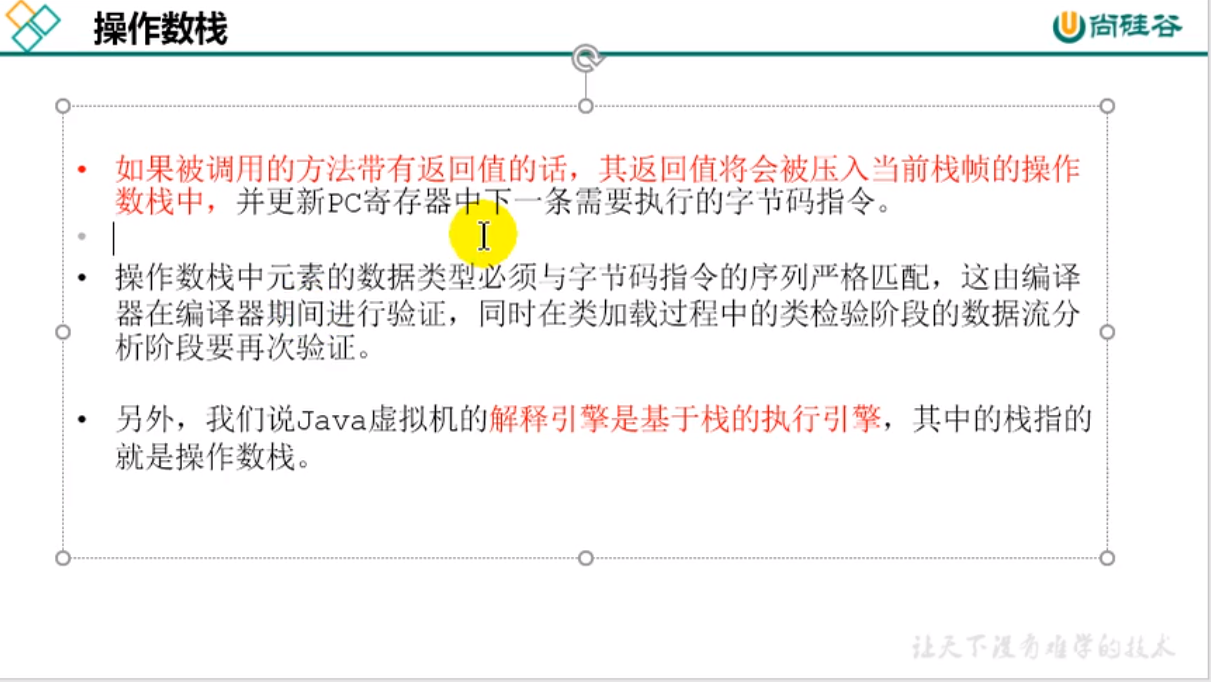 操作数栈
尚硅谷
• 如果被调用的方法带有返回值的话，其返回值将会被压入当前栈帧的操作
数栈中，并更新PC寄存器中下一条需要执行的字节码指令。
•
• 操作数栈中元素的数据类型必须与字节码指令的序列严格匹配，这由编译
器在编译器期间进行验证，同时在类加载过程中的类检验阶段的数据流分
析阶段要再次验证。
• 另外，我们说Java虚拟机的解释引擎是基于栈的执行引擎，其中的栈指的
就是操作数栈。
让天下没有难学的技术